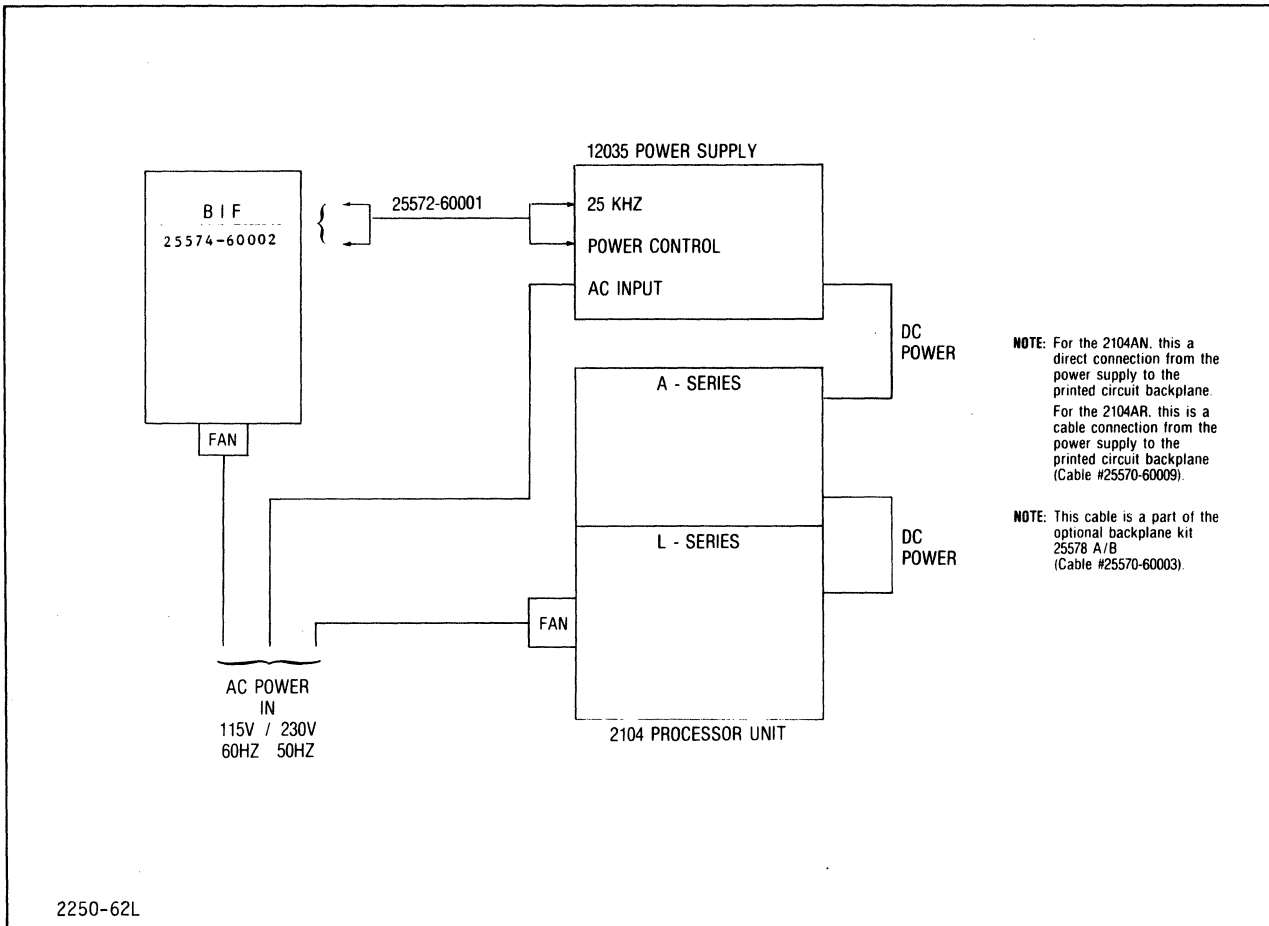 12035 POWER SUPPLY
BIF
25574-60002
25572-60001
25 KHZ
POWER CONTROL
AC INPUT
DC
POWER
NOTE: For the 2104AN. this a
direct connection from the
power supply to the
printed circuit backplane.
For the 2104AR. this is a
cable connection from the
power supply to the
printed circuit backplane
(Cable #25570-60009).
A - SERIES
FAN
L - SERIES
DC
POWER
NOTE: This cable is a part of the
optional backplane kit
25578 A/B
(Cable #25570-60003).
FAN
AC POWER
IN
115V / 230V
60HZ 50HZ
2104 PROCESSOR UNIT
2250-62L